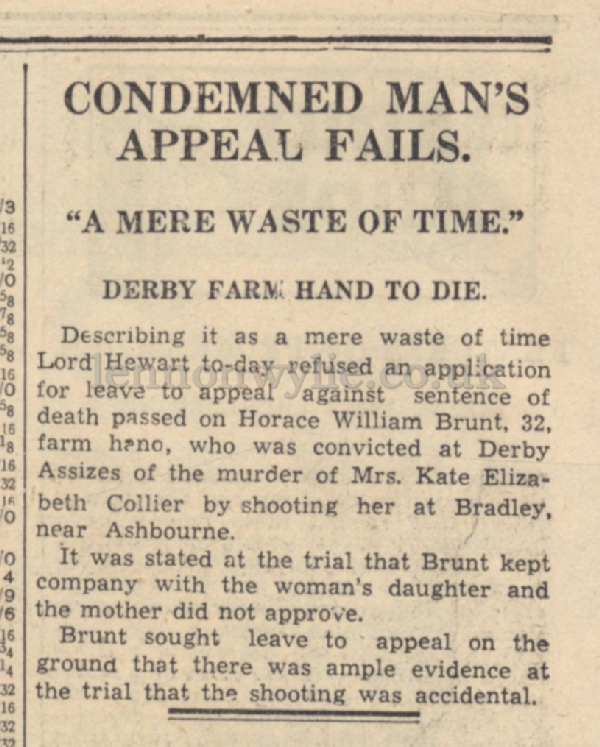 CONDEMNED MAN'S
APPEAL FAILS.
"A MERE WASTE OF TIME."
DERBY FARM HAND TO DIE.
Describing it as a mere waste of time
Lord Hewart to-day refused an application
for leave to appeal against sentence of
death passed on Horace William Brunt, 32,
farm hand, who was convicted at Derby
Assizes of the murder of Mrs. Kate Eliza-
beth Collier by shooting her at Bradley,
near Ashbourne.
It was stated at the trial that Brunt kept
company with the woman's daughter and
the mother did not approve.
Brunt sought leave to appeal on the
ground that there was ample evidence at
the trial that the shooting was accidental.
lennonwylie.co.uk